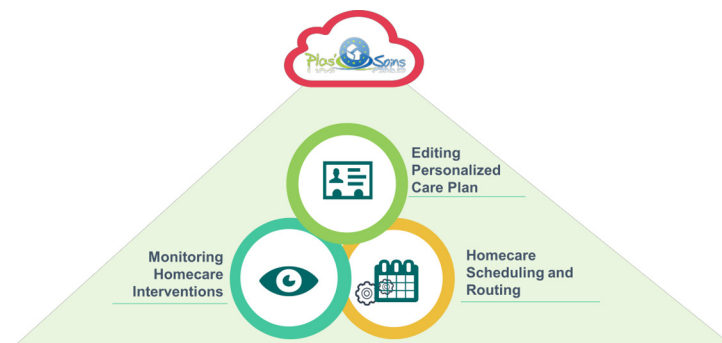 Plas'O'Soins
Editing
Personalized
Care Plan
Monitoring
Homecare
Interventions
Homecare
Scheduling and
Routing